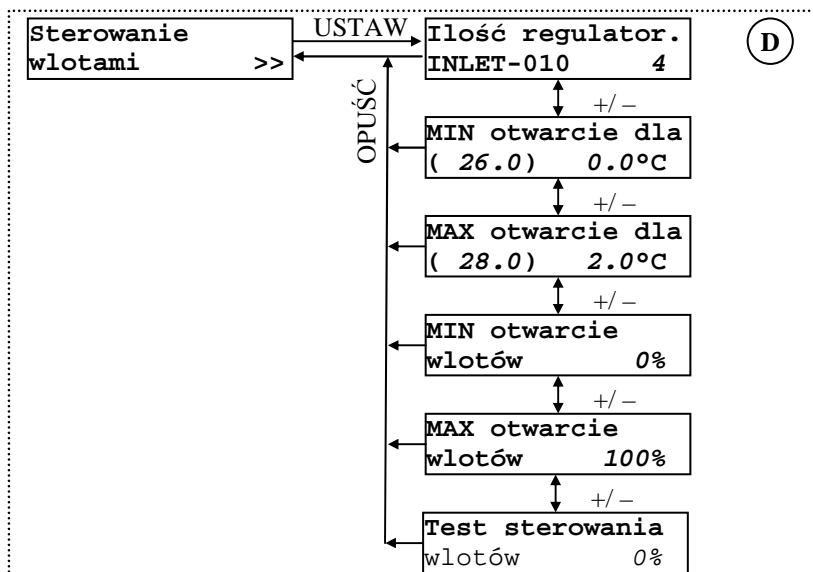 Sterowanie
wlotami >>
USTAW
Ilość regulator.
INLET-010 4
D
OPUŚĆ
+/–
MIN otwarcie dla
( 26.0) 0.0°C
+/–
MAX otwarcie dla
( 28.0) 2.0°C
+/–
MIN otwarcie
wlotów 0%
+/–
MAX otwarcie
wlotów 100%
+/–
Test sterowania
wlotów 0%